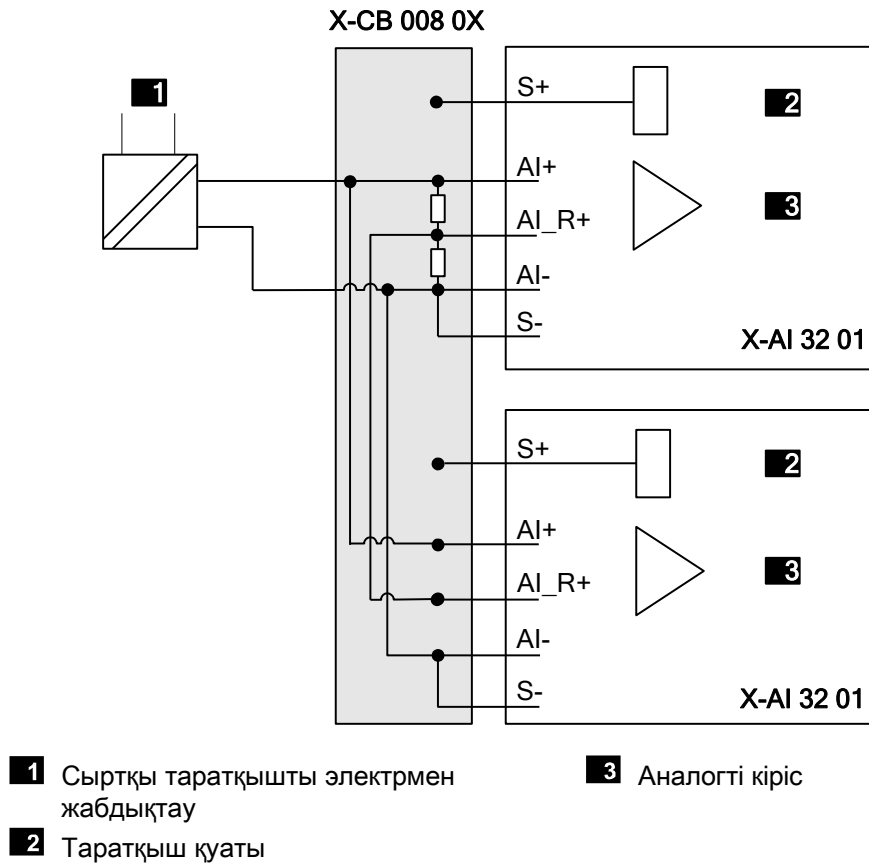 X-CB 008 0X
1
S+
2
AI+
3
AI_R+
AI-
S-
X-AI 32 01
S+
2
AI+
3
AI_R+
AI-
S-
X-AI 32 01
1 Сыртқы таратқышты электрмен
жабдықтау
2 Таратқыш қуаты
3 Аналогті кіріс